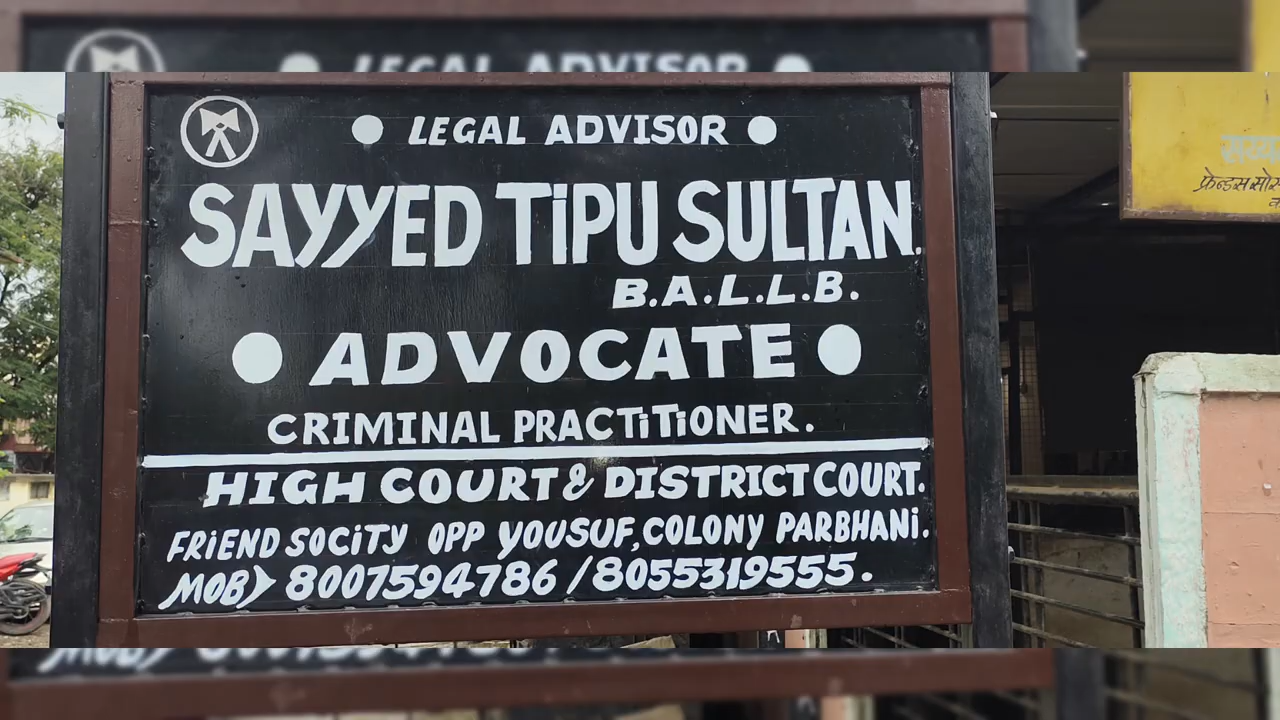 LEGAL ADVISOR
SAYYED TiPU SULTAN.
B.A.L.L.B.
ADVOCATE
CRIMINAL PRACTiTiONER.
HIGH COURT & DISTRICT COURT.
FRiEND SOCiTY OPP YOUSUF, COLONY PARBHANi.
MOB> 8007594786 / 8055319555.